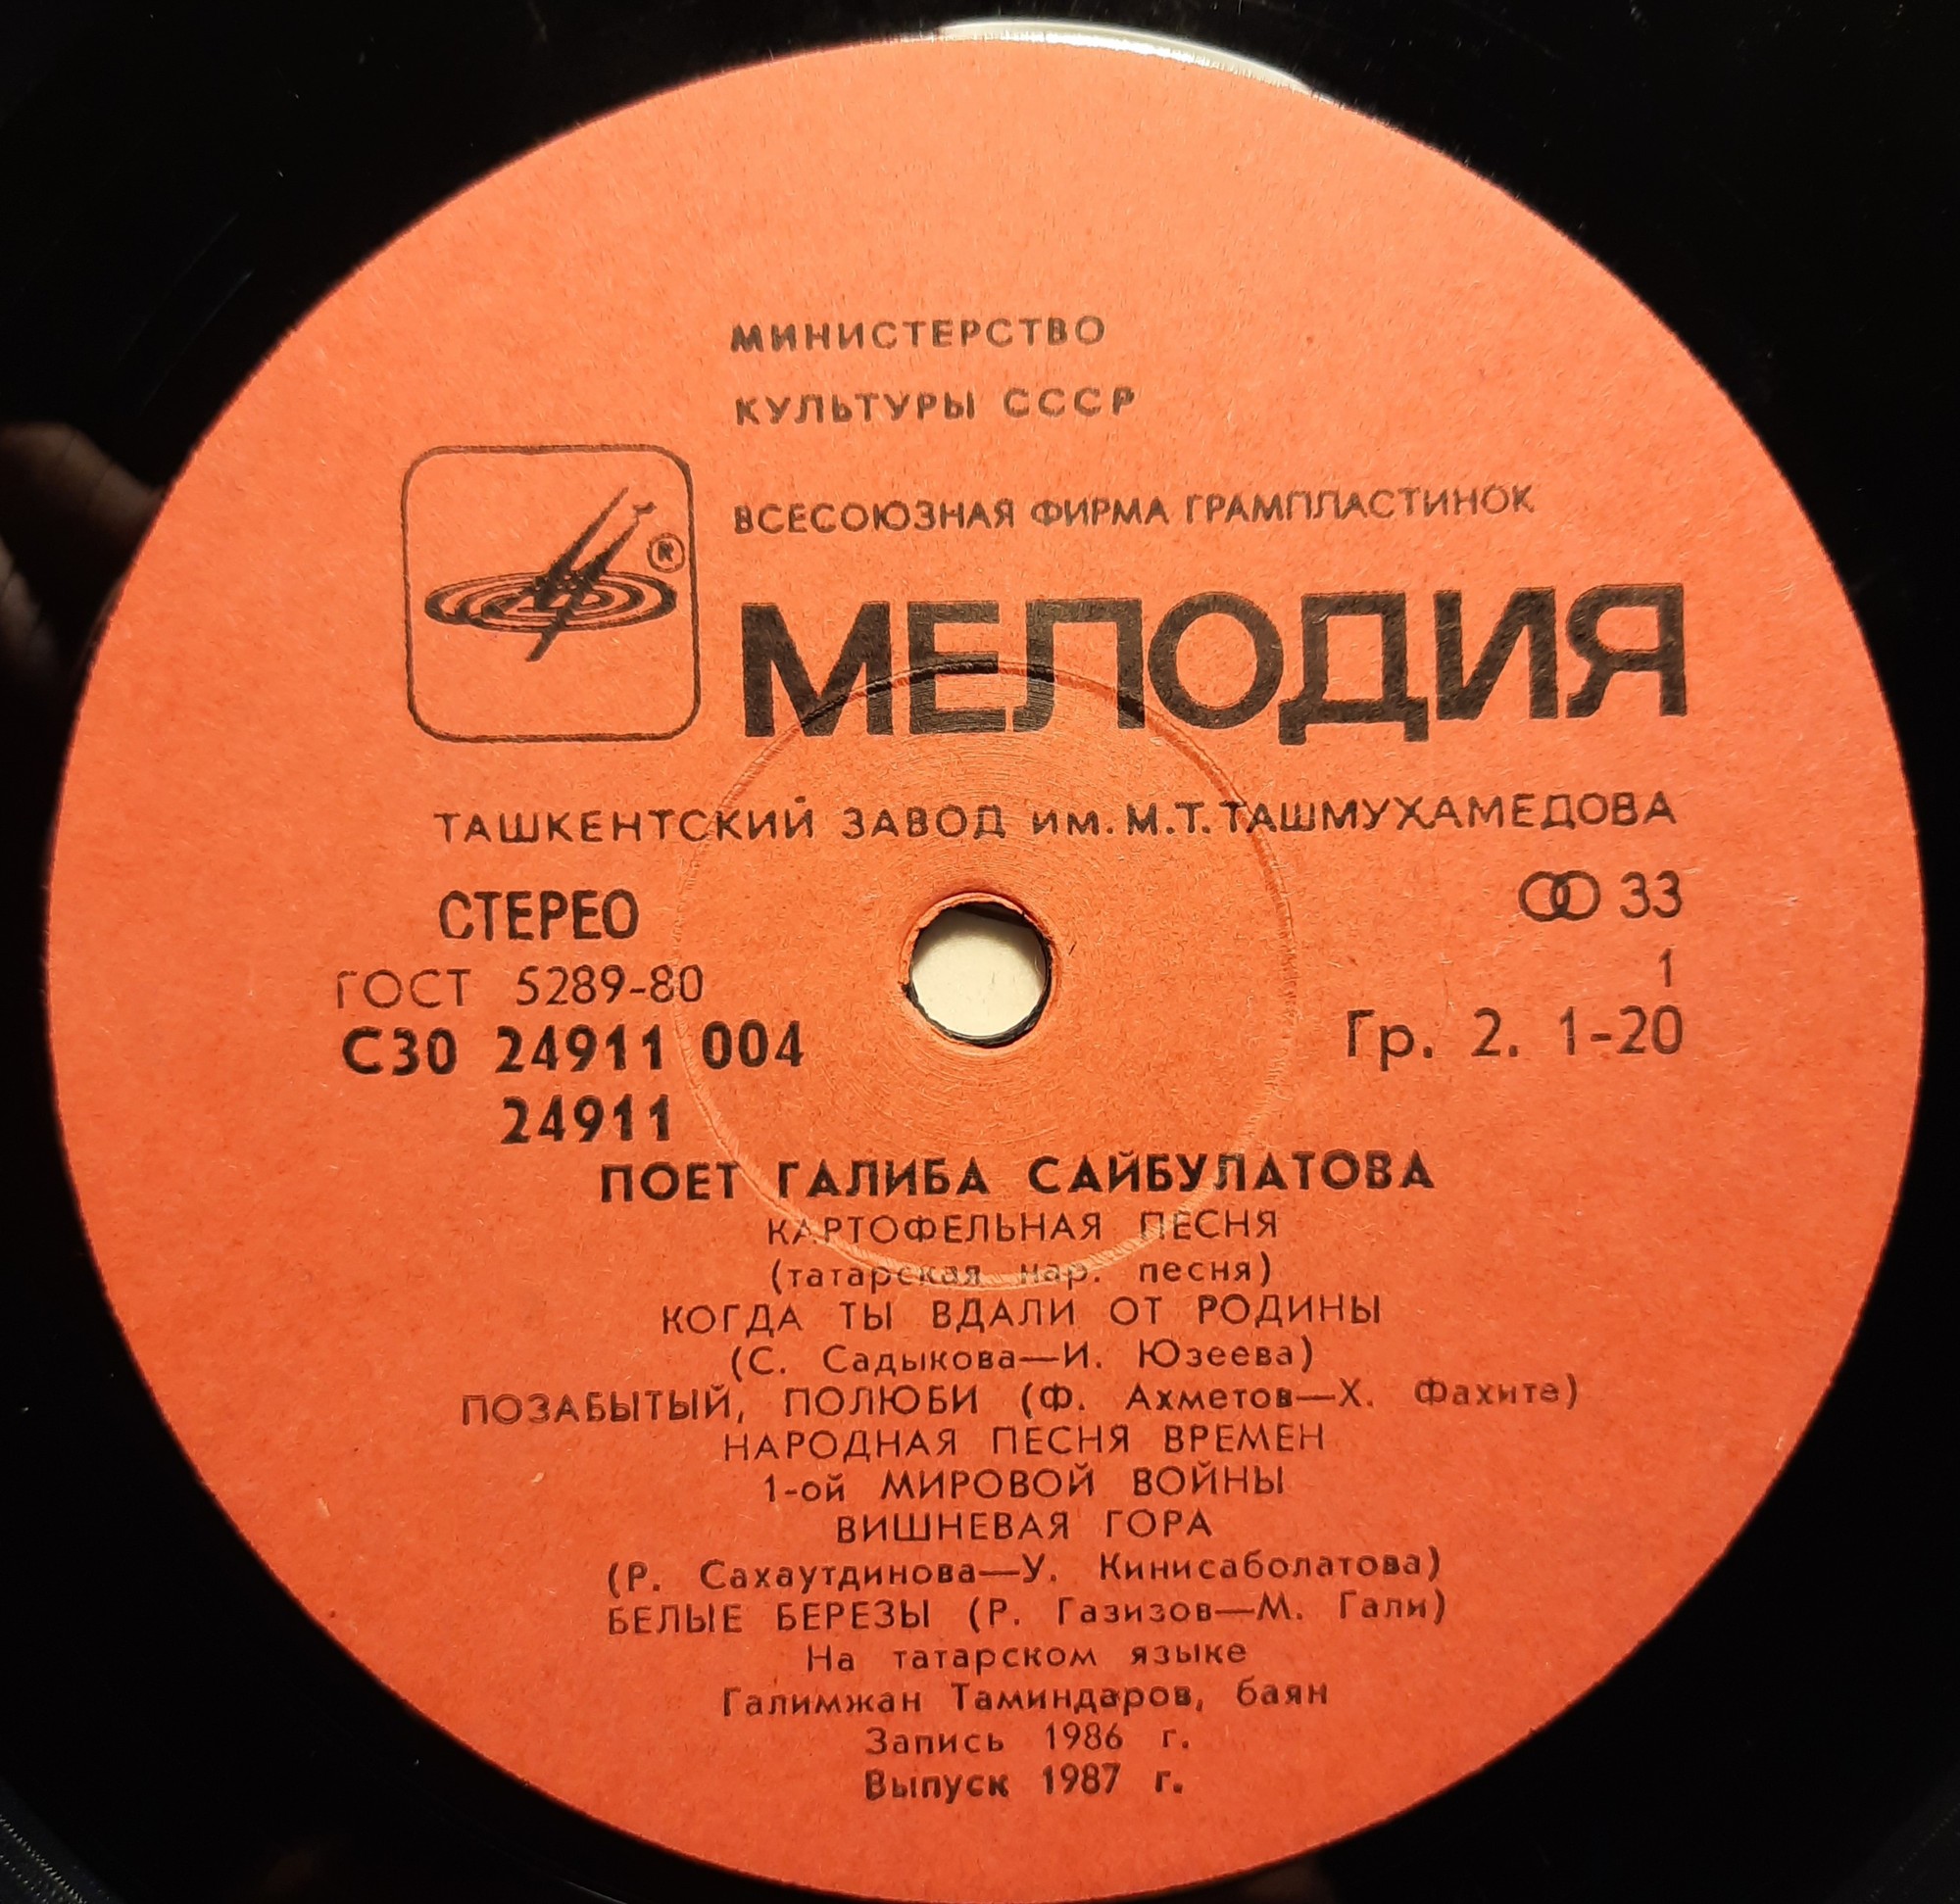 МИНИСТЕРСТВО
КУЛЬТУРЫ СССР
ВСЕСОЮЗНАЯ ФИРМА ГРАМПЛАСТИНОК
®
МЕЛОДИЯ
ТАШКЕНТСКИЙ ЗАВОД им. М.Т. ТАШМУХАМЕДОВА
СТЕРЕО
33
ГОСТ 5289-80
1
С30 24911 004
Гр. 2. 1-20
24911
ПОЕТ ГАЛИБА САЙБУЛАТОВА
КАРТОФЕЛЬНАЯ ПЕСНЯ
(татарская нар. песня)
КОГДА ТЫ ВДАЛИ ОТ РОДИНЫ
(С. Садыкова—И. Юзеева)
ПОЗАБЫТЫЙ, ПОЛЮБИ (Ф. Ахметов—Х. Фахите)
НАРОДНАЯ ПЕСНЯ ВРЕМЕН
1-ой МИРОВОЙ ВОЙНЫ
ВИШНЕВАЯ ГОРА
(Р. Сахаутдинова—У. Кинисаболатова)
БЕЛЫЕ БЕРЕЗЫ (Р. Газизов—М. Гали)
На татарском языке
Галимжан Таминдаров, баян
Запись 1986 г.
Выпуск 1987 г.